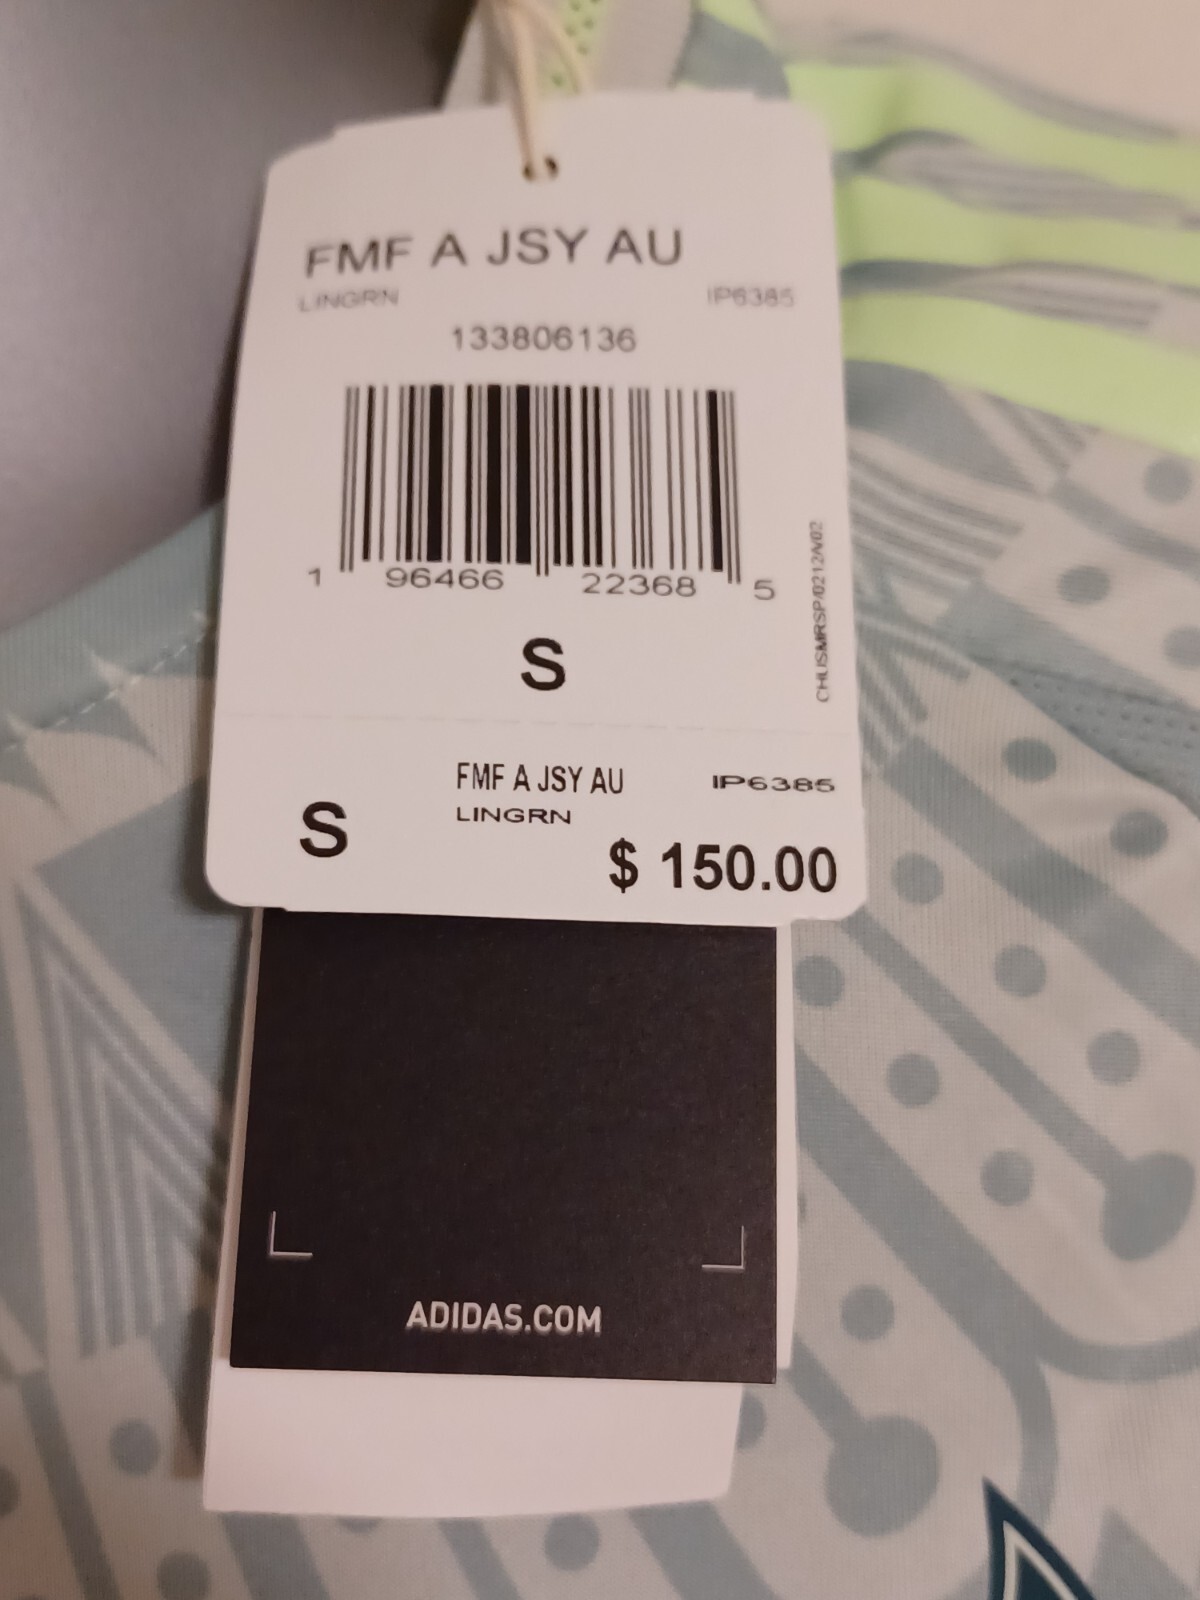 FMF A JSY AU
LINGRN IP6385
133806136
1 96466 22368 5
S
CHUSMRSP/0212/V02
FMF A JSY AU IP6385
LINGRN
S
$ 150.00
ADIDAS.COM